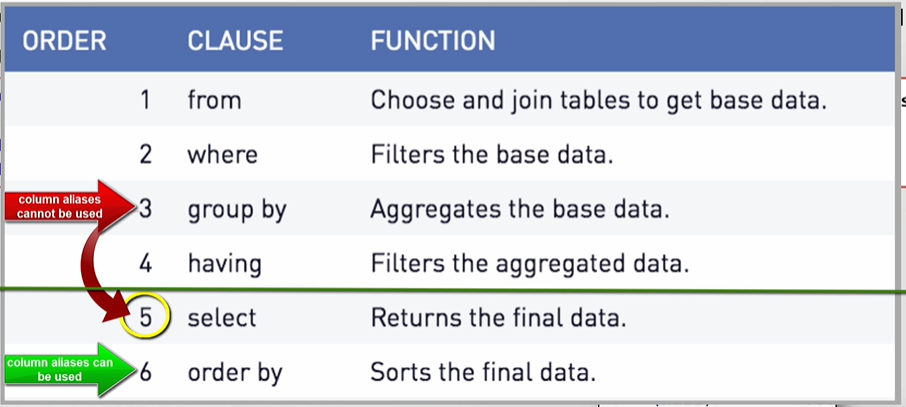 ORDER CLAUSE FUNCTION
1 from Choose and join tables to get base data.
2 where Filters the base data.
column aliases
cannot be used
3 group by Aggregates the base data.
4 having Filters the aggregated data.
5 select Returns the final data.
column aliases can
be used
6 order by Sorts the final data.